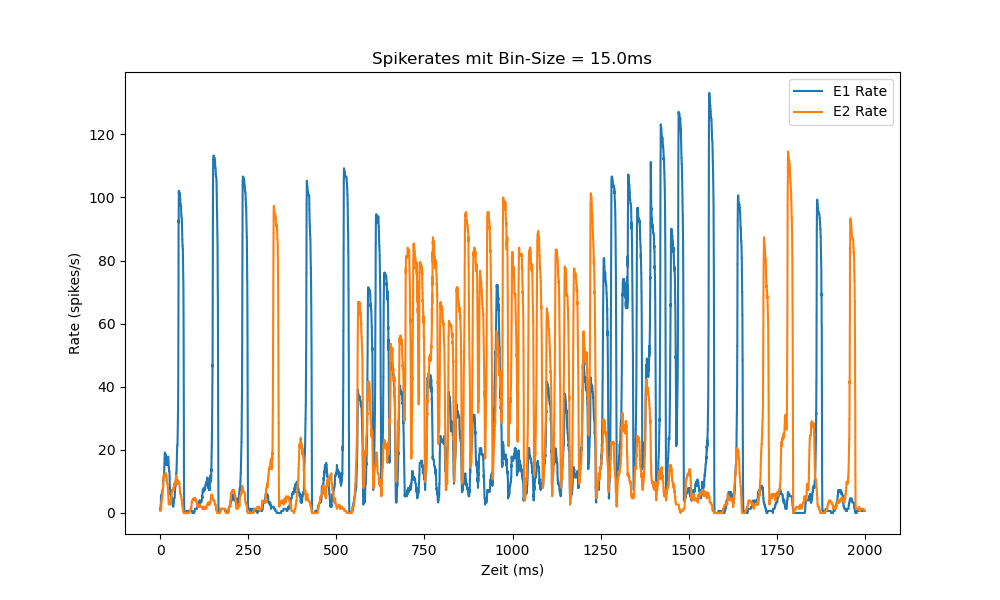 Spikerates mit Bin-Size = 15.0ms
E1 Rate
E2 Rate
Rate (spikes/s)
120
100
80
60
40
20
0
0 250 500 750 1000 1250 1500 1750 2000
Zeit (ms)